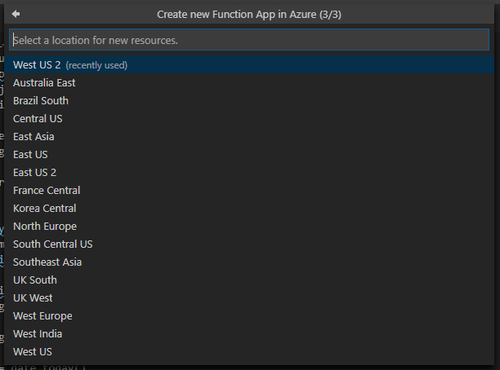 Create new Function App in Azure (3/3)
Select a location for new resources.
West US 2 (recently used)
Australia East
Brazil South
Central US
East Asia
East US
East US 2
France Central
Korea Central
North Europe
South Central US
Southeast Asia
UK South
UK West
West Europe
West India
West US